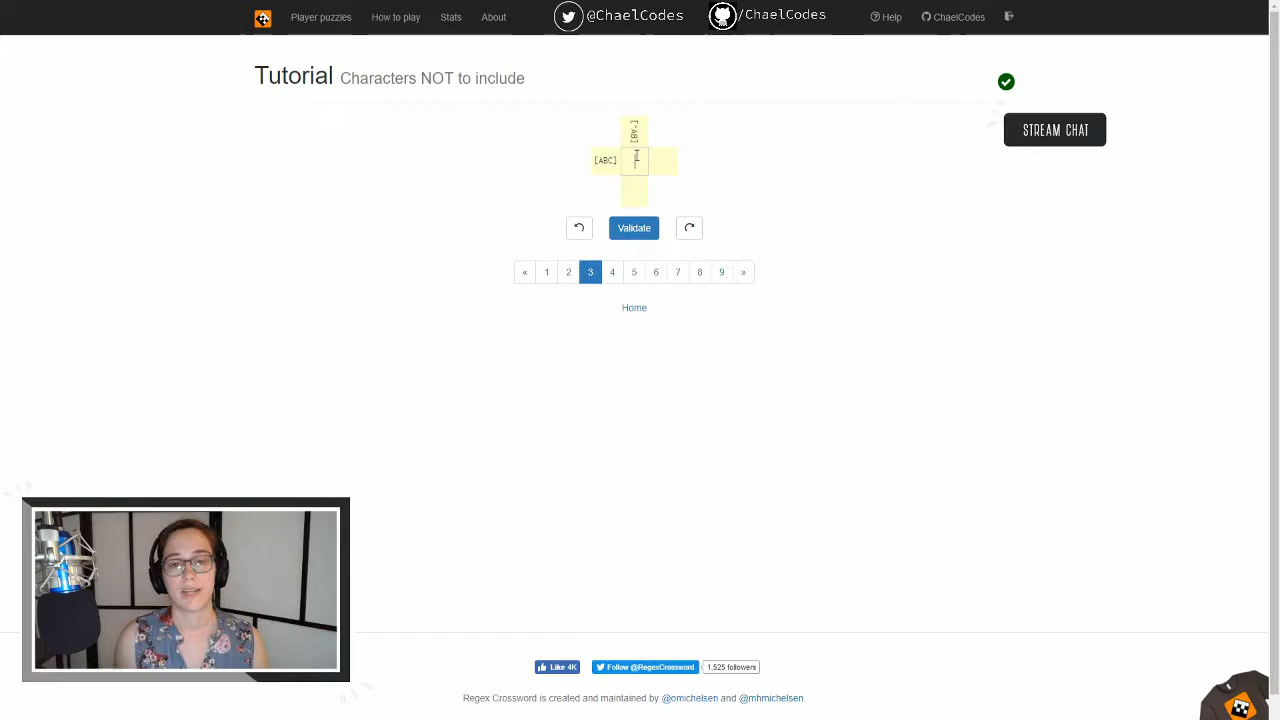 Player puzzles How to play Stats About @ChaelCodes /ChaelCodes Help ChaelCodes
Tutorial Characters NOT to include
STREAM CHAT
[^AB]
[ABC]
Validate
« 1 2 3 4 5 6 7 8 9 »
Home
Like 4K Follow @RegexCrossword 1,525 followers
Regex Crossword is created and maintained by @omichelsen and @mhmichelsen.